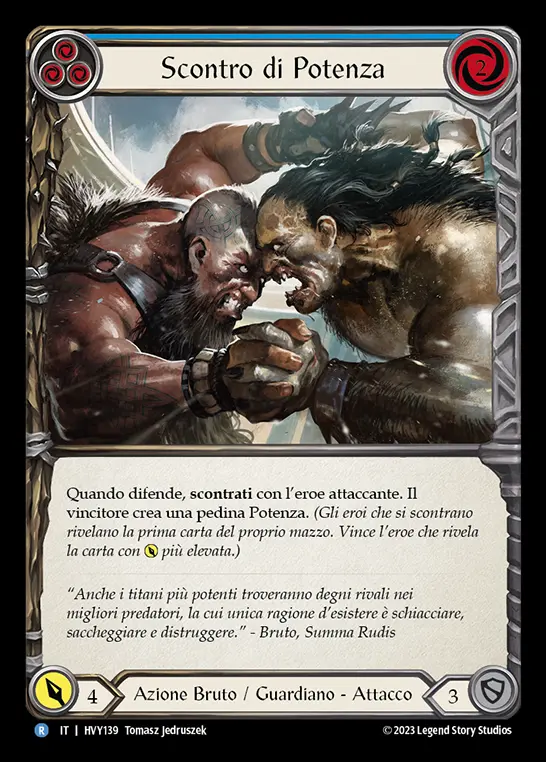 Scontro di Potenza
2
Quando difende, scontrati con l'eroe attaccante. Il
vincitore crea una pedina Potenza. (Gli eroi che si scontrano
rivelano la prima carta del proprio mazzo. Vince l'eroe che rivela
la carta con più elevata.)
"Anche i titani più potenti troveranno degni rivali nei
migliori predatori, la cui unica ragione d'esistere è schiacciare,
saccheggiare e distruggere." - Bruto, Summa Rudis
4 Azione Bruto / Guardiano - Attacco 3
R IT | HVY139 Tomasz Jedruszek © 2023 Legend Story Studios